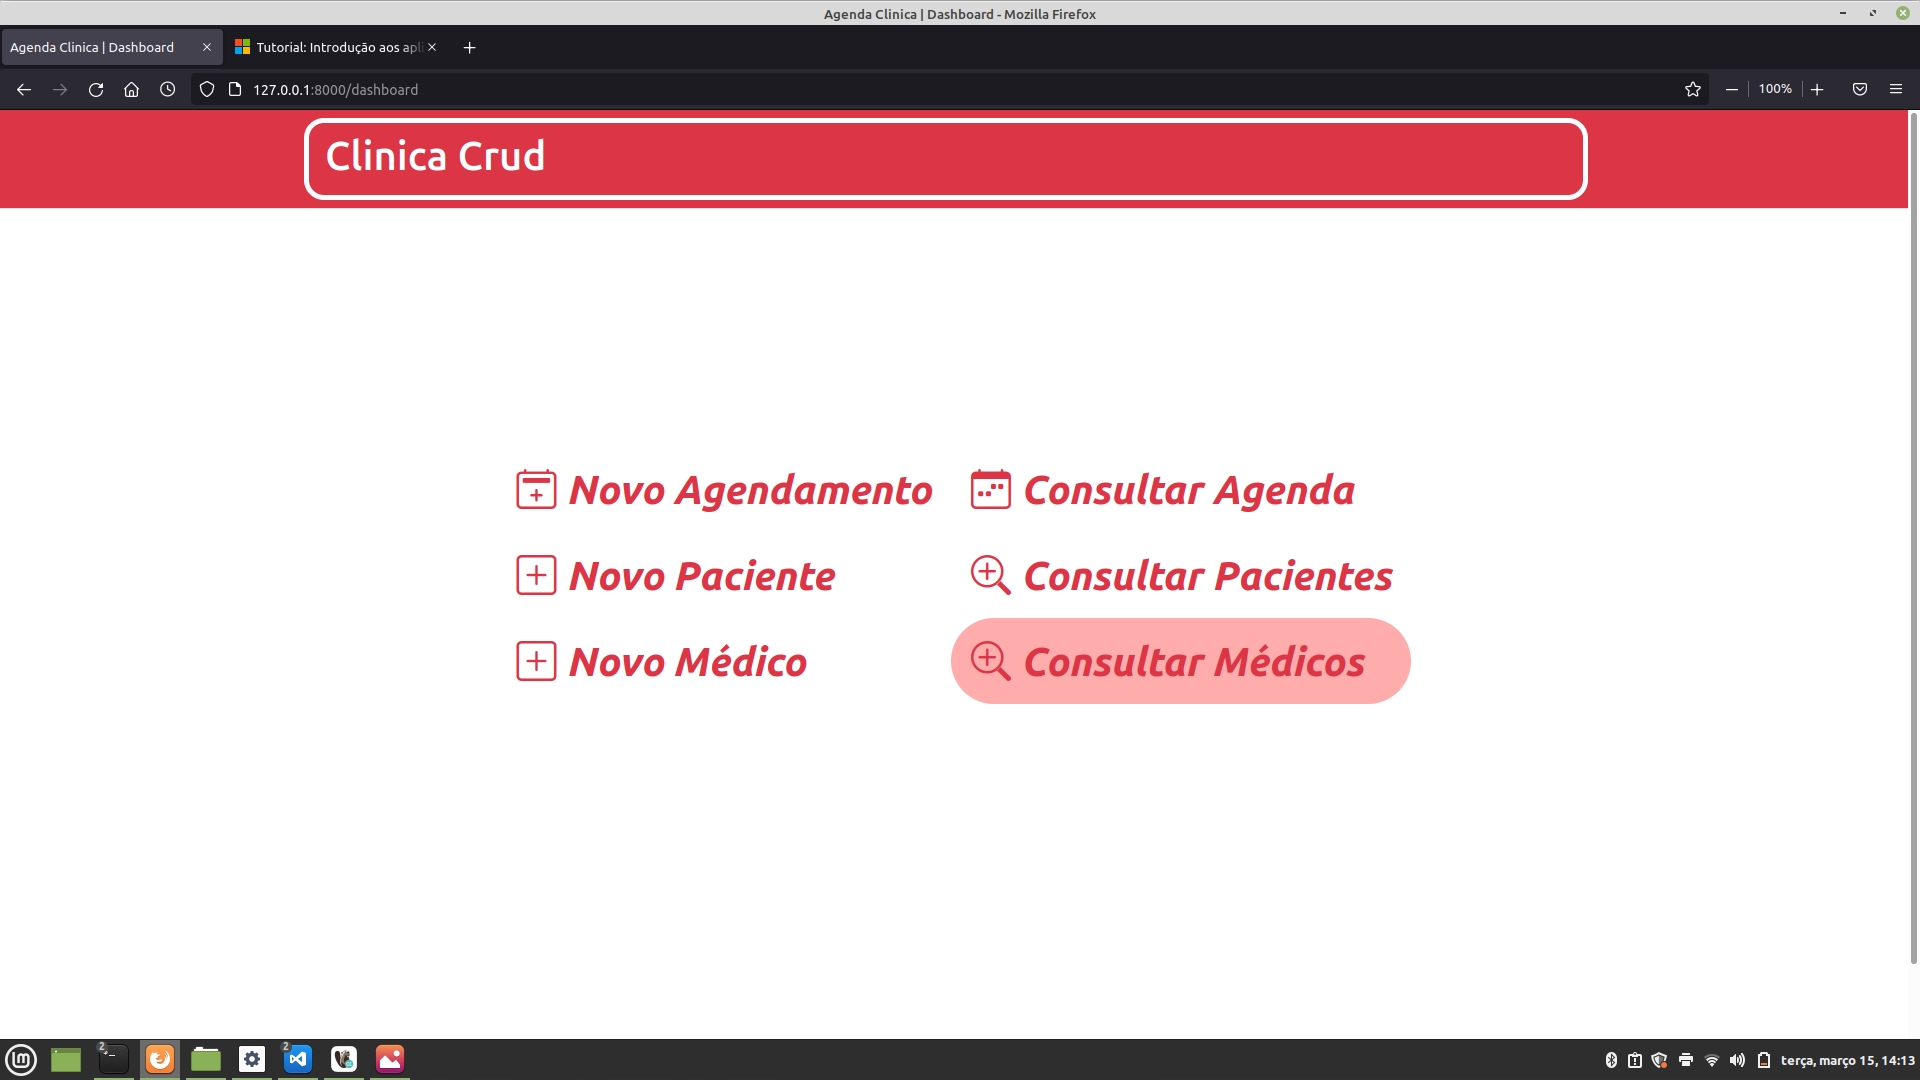 Agenda Clinica | Dashboard - Mozilla Firefox
Agenda Clinica | Dashboard
Tutorial: Introdução aos apl
127.0.0.1:8000/dashboard
100%
Clinica Crud
Novo Agendamento
Consultar Agenda
Novo Paciente
Consultar Pacientes
Novo Médico
Consultar Médicos
2
2
terça, março 15, 14:13